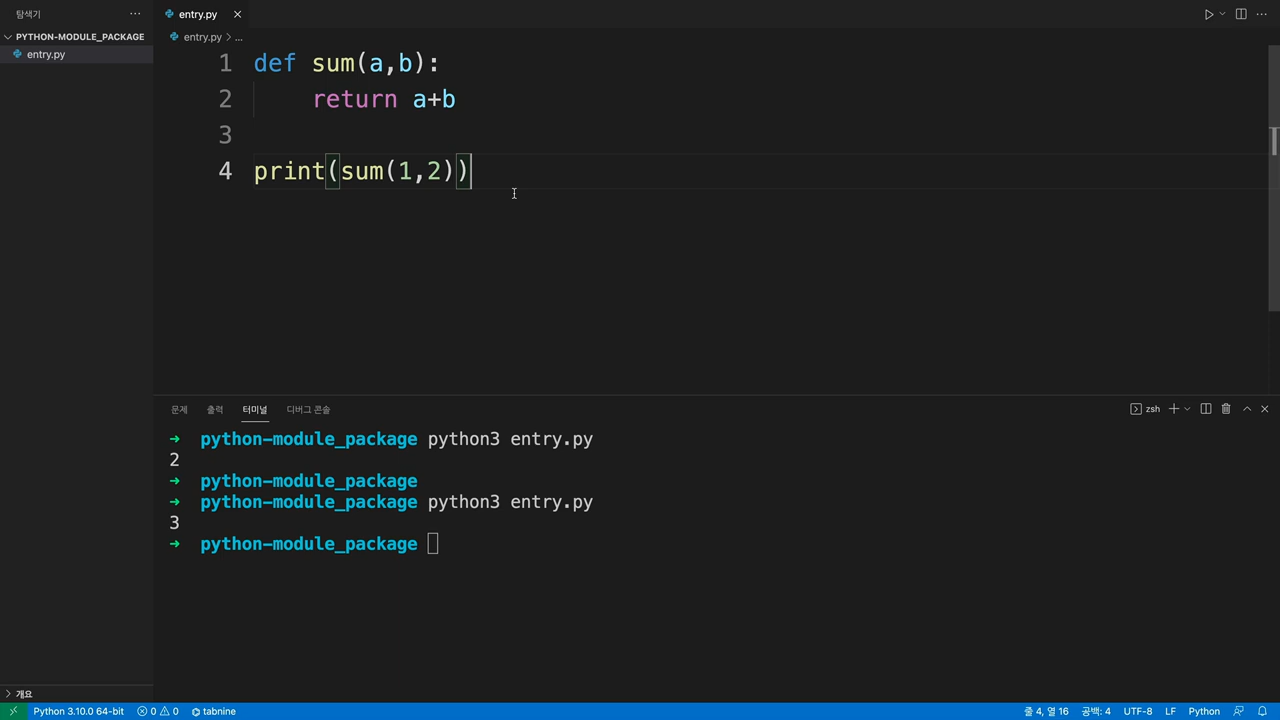 탐색기 ···
PYTHON-MODULE_PACKAGE
entry.py
개요
entry.py
entry.py > ...
1 def sum(a,b):
2     return a+b
3
4 print(sum(1,2))
문제 출력 터미널 디버그 콘솔
zsh
→ python-module_package python3 entry.py
2
→ python-module_package
→ python-module_package python3 entry.py
3
→ python-module_package
Python 3.10.0 64-bit 0 0 tabnine
줄 4, 열 16 공백: 4 UTF-8 LF Python